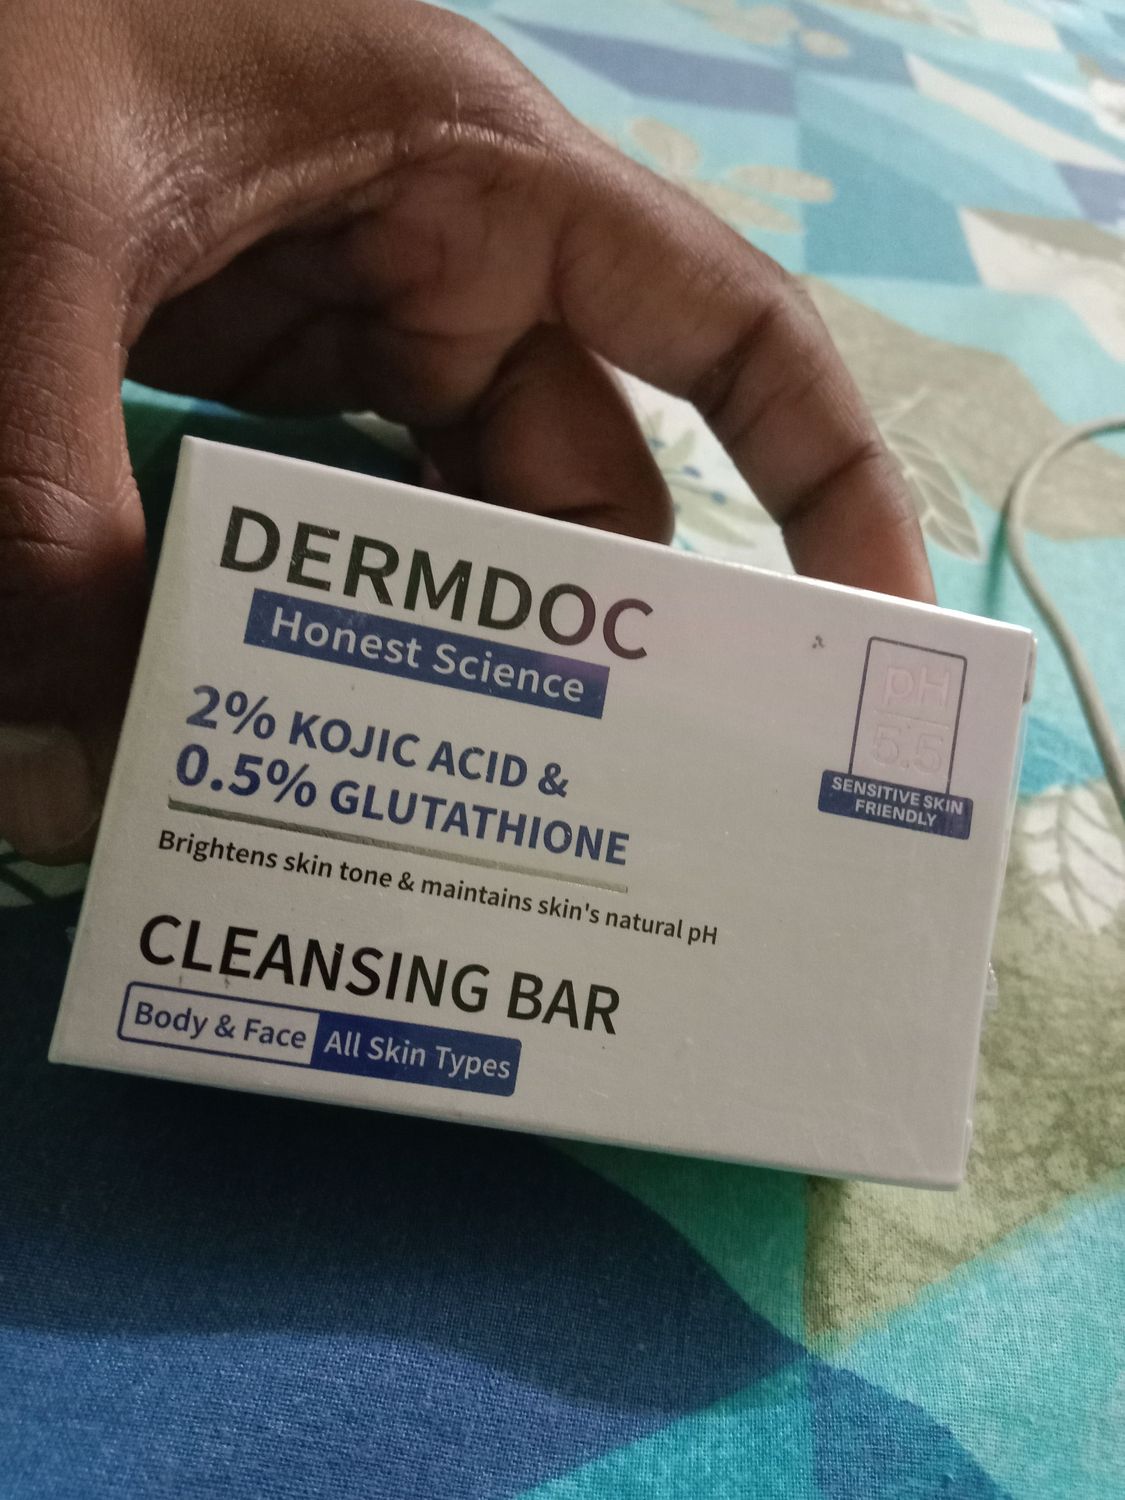 DERMDOC
Honest Science
2% KOJIC ACID &
0.5% GLUTATHIONE
Brightens skin tone & maintains skin's natural pH
CLEANSING BAR
Body & Face All Skin Types
pH
5.5
SENSITIVE SKIN
FRIENDLY